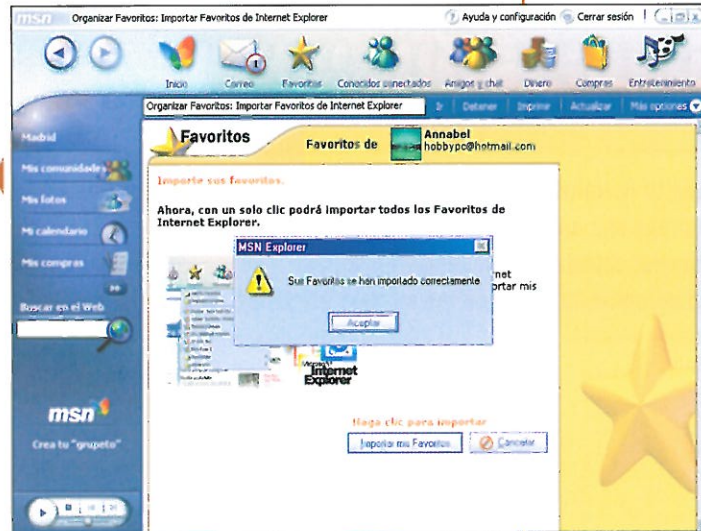 msn Organizar Favoritos: Importar Favoritos de Internet Explorer
Ayuda y configuración Cerrar sesión
Inicio Correo Favoritos Conocidos conectados Amigos y chat Dinero Compras Entretenimiento
Organizar Favoritos: Importar Favoritos de Internet Explorer
Ir Detener Imprimir Actualizar Más opciones
Madrid
Mis comunidades
Mis fotos
Mi calendario
Mis compras
Buscar en el Web
msn
Crea tu "grupeto"
Favoritos
Favoritos de
Annabel
hobbypc@hotmail.com
Importe sus favoritos.
Ahora, con un solo clic podrá importar todos los Favoritos de
Internet Explorer.
MSN Explorer
Sus Favoritos se han importado correctamente
Aceptar
rnet
ortar mis
Internet
Explorer
Haga clic para importar
Importar mis Favoritos Cancelar